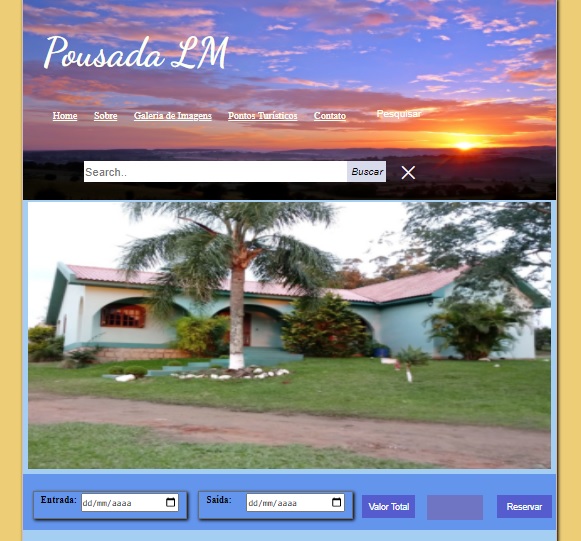 Pousada LM
Home Sobre Galeria de Imagens Pontos Turísticos Contato Pesquisar
Search.. Buscar
Entrada: dd/mm/aaaa Saída: dd/mm/aaaa Valor Total Reservar